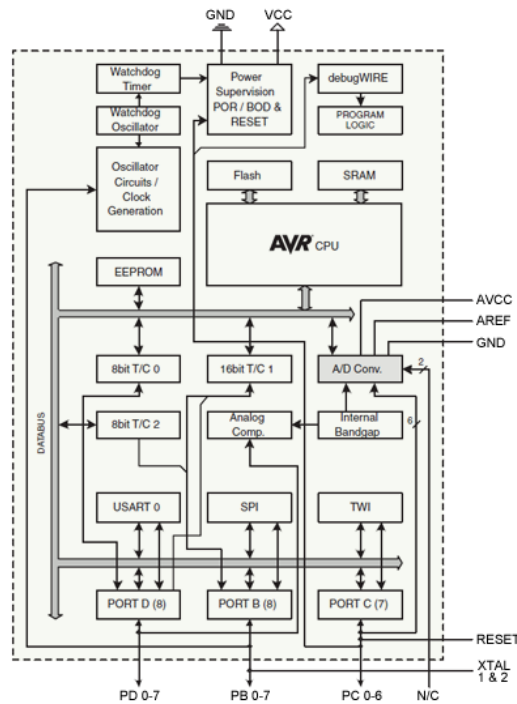 GND
VCC
Watchdog
Timer
Power
Supervision
POR / BOD &
RESET
debugWIRE
Watchdog
Oscillator
PROGRAM
LOGIC
Oscillator
Circuits /
Clock
Generation
Flash
SRAM
AVR CPU
EEPROM
AVCC
AREF
GND
8bit T/C 0
16bit T/C 1
A/D Conv.
2
DATABUS
8bit T/C 2
Analog
Comp.
Internal
Bandgap
6
USART 0
SPI
TWI
PORT D (8)
PORT B (8)
PORT C (7)
RESET
XTAL
1 & 2
PD 0-7
PB 0-7
PC 0-6
N/C